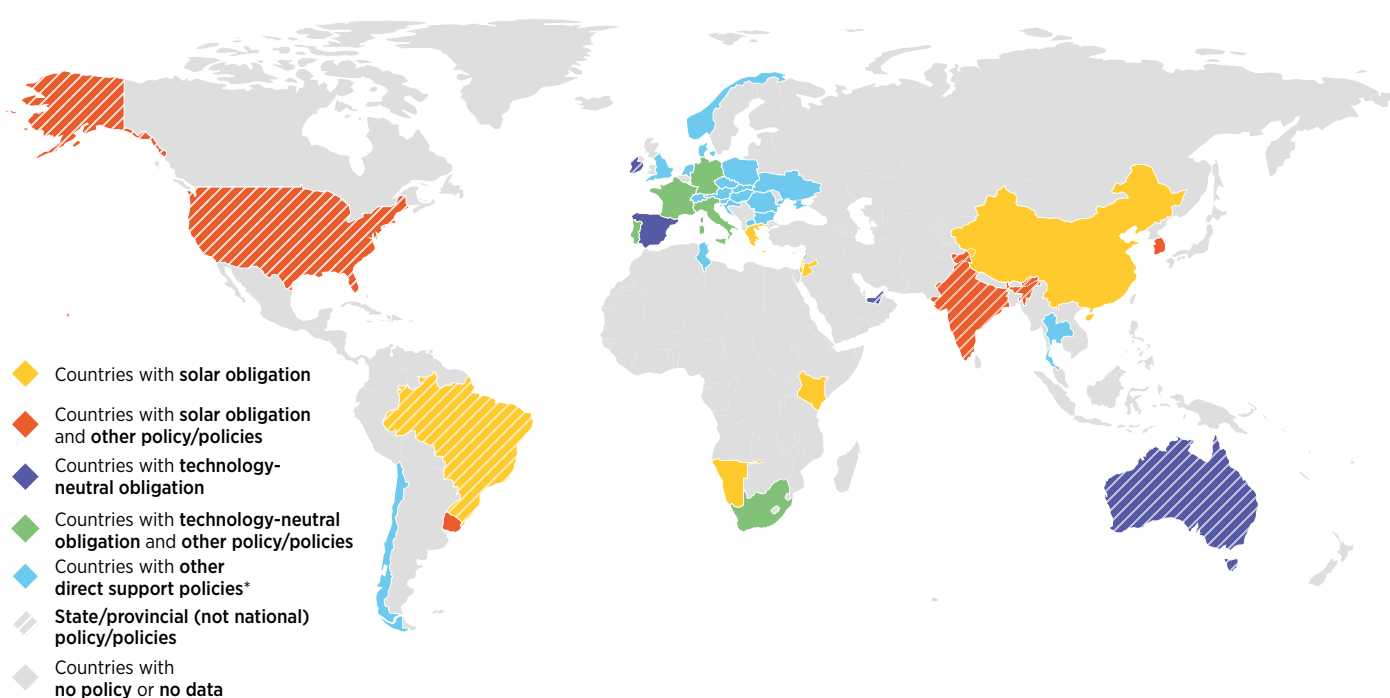 Countries with solar obligation
Countries with solar obligation
and other policy/policies
Countries with technology-
neutral obligation
Countries with technology-neutral
obligation and other policy/policies
Countries with other
direct support policies*
State/provincial (not national)
policy/policies
Countries with
no policy or no data